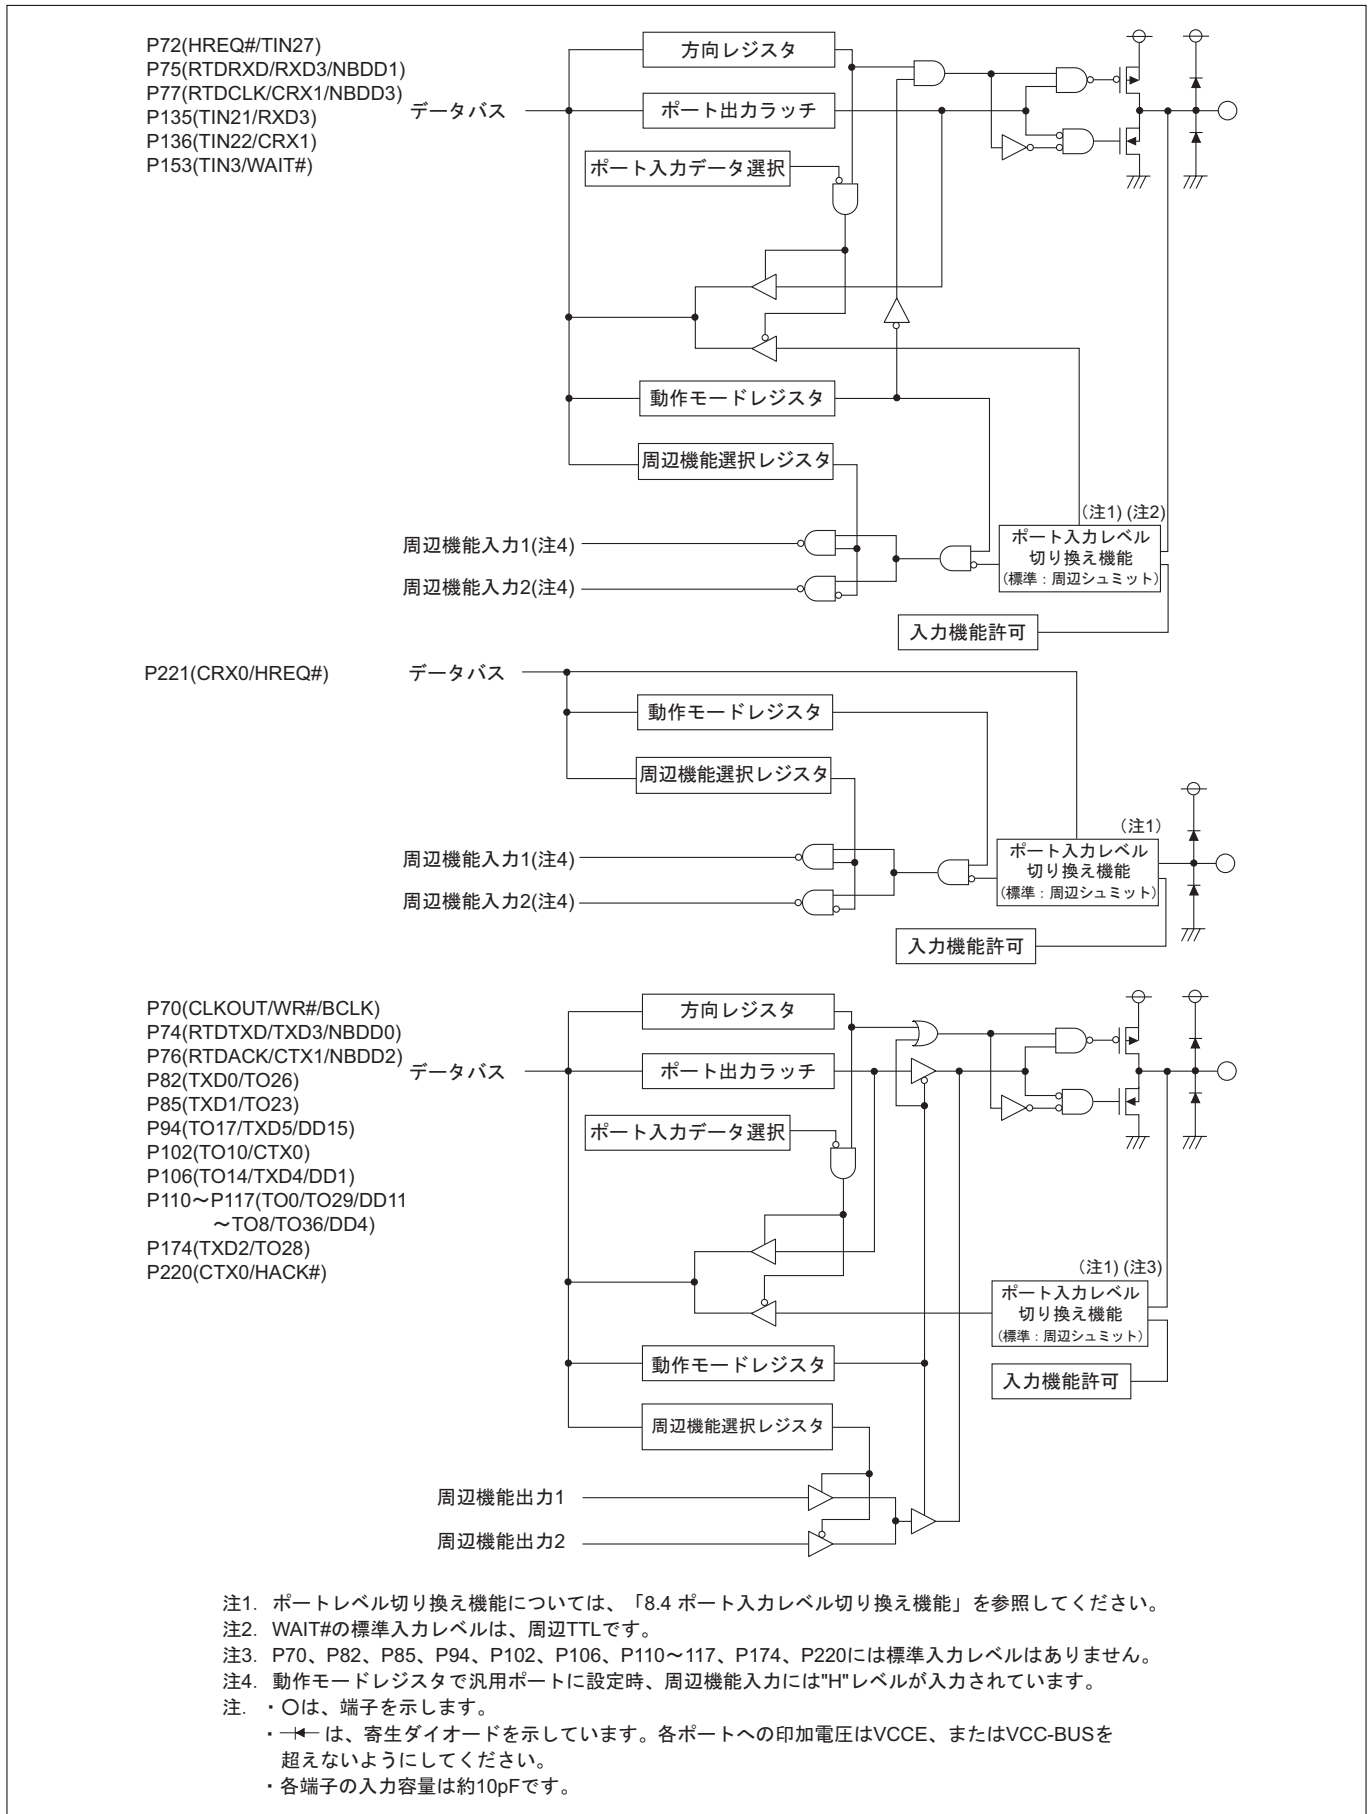 P72(HREQ#/TIN27)
P75(RTDRXD/RXD3/NBDD1)
P77(RTDCLK/CRX1/NBDD3)
P135(TIN21/RXD3)
P136(TIN22/CRX1)
P153(TIN3/WAIT#)
データバス
方向レジスタ
ポート出力ラッチ
ポート入力データ選択
動作モードレジスタ
周辺機能選択レジスタ
周辺機能入力1(注4)
周辺機能入力2(注4)
(注1) (注2)
ポート入力レベル
切り換え機能
(標準：周辺シュミット)
入力機能許可
P221(CRX0/HREQ#)
データバス
動作モードレジスタ
周辺機能選択レジスタ
周辺機能入力1(注4)
周辺機能入力2(注4)
(注1)
ポート入力レベル
切り換え機能
(標準：周辺シュミット)
入力機能許可
P70(CLKOUT/WR#/BCLK)
P74(RTDTXD/TXD3/NBDD0)
P76(RTDACK/CTX1/NBDD2)
P82(TXD0/TO26)
P85(TXD1/TO23)
P94(TO17/TXD5/DD15)
P102(TO10/CTX0)
P106(TO14/TXD4/DD1)
P110～P117(TO0/TO29/DD11
～TO8/TO36/DD4)
P174(TXD2/TO28)
P220(CTX0/HACK#)
データバス
方向レジスタ
ポート出力ラッチ
ポート入力データ選択
(注1) (注3)
ポート入力レベル
切り換え機能
(標準：周辺シュミット)
入力機能許可
動作モードレジスタ
周辺機能選択レジスタ
周辺機能出力1
周辺機能出力2
注1. ポートレベル切り換え機能については、「8.4 ポート入力レベル切り換え機能」を参照してください。
注2. WAIT#の標準入力レベルは、周辺TTLです。
注3. P70、P82、P85、P94、P102、P106、P110～117、P174、P220には標準入力レベルはありません。
注4. 動作モードレジスタで汎用ポートに設定時、周辺機能入力には"H"レベルが入力されています。
注. ・○は、端子を示します。
・ は、寄生ダイオードを示しています。各ポートへの印加電圧はVCCE、またはVCC-BUSを
超えないようにしてください。
・各端子の入力容量は約10pFです。